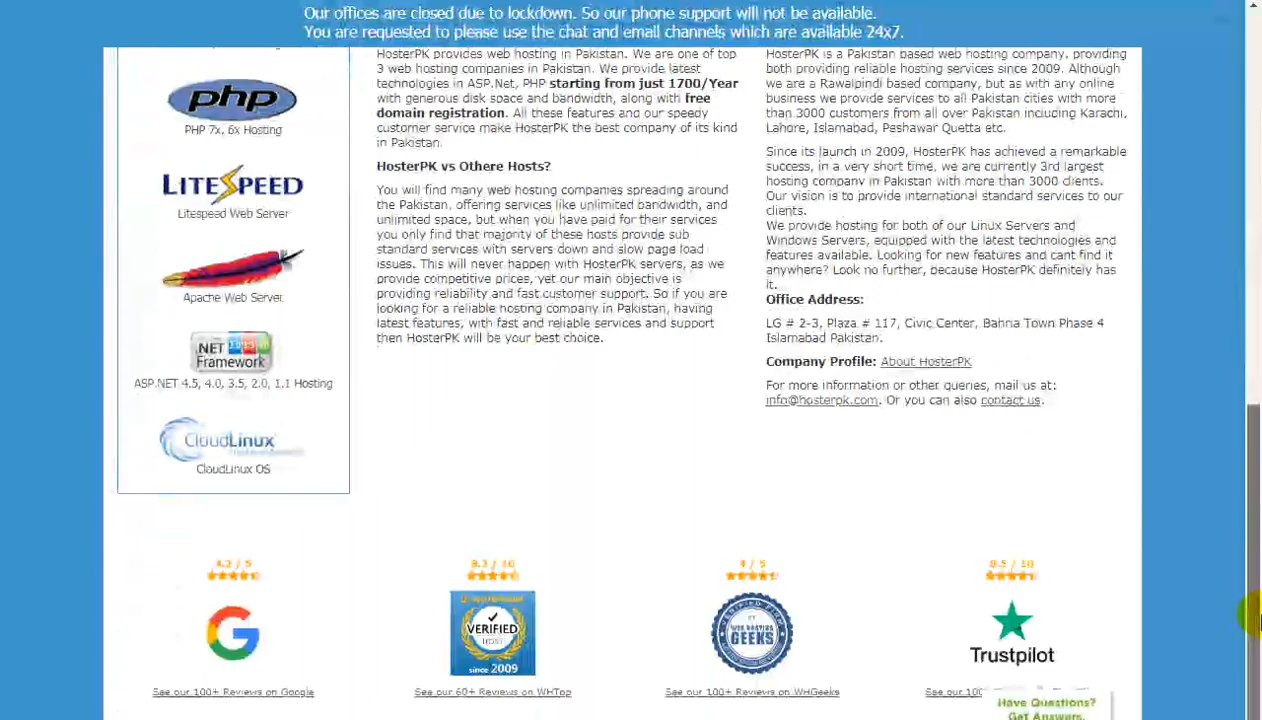 Our offices are closed due to lockdown. So our phone support will not be available.
You are requested to please use the chat and email channels which are available 24x7.
php
PHP 7x, 6x Hosting
LITESPEED
Litespeed Web Server
Apache Web Server
.NET
Framework
ASP.NET 4.5, 4.0, 3.5, 2.0, 1.1 Hosting
CloudLinux
CloudLinux OS
HosterPK provides web hosting in Pakistan. We are one of top
3 web hosting companies in Pakistan. We provide latest
technologies in ASP.Net, PHP starting from just 1700/Year
with generous disk space and bandwidth, along with free
domain registration. All these features and our speedy
customer service make HosterPK the best company of its kind
in Pakistan.
HosterPK vs Othere Hosts?
You will find many web hosting companies spreading around
the Pakistan, offering services like unlimited bandwidth, and
unlimited space, but when you have paid for their services
you only find that majority of these hosts provide sub
standard services with servers down and slow page load
issues. This will never happen with HosterPK servers, as we
provide competitive prices, yet our main objective is
providing reliability and fast customer support. So if you are
looking for a reliable hosting company in Pakistan, having
latest features, with fast and reliable services and support
then HosterPK will be your best choice.
HosterPK is a Pakistan based web hosting company, providing
both providing reliable hosting services since 2009. Although
we are a Rawalpindi based company, but as with any online
business we provide services to all Pakistan cities with more
than 3000 customers from all over Pakistan including Karachi,
Lahore, Islamabad, Peshawar Quetta etc.
Since its launch in 2009, HosterPK has achieved a remarkable
success, in a very short time, we are currently 3rd largest
hosting company in Pakistan with more than 3000 clients.
Our vision is to provide international standard services to our
clients.
We provide hosting for both of our Linux Servers and
Windows Servers, equipped with the latest technologies and
features available. Looking for new features and cant find it
anywhere? Look no further, because HosterPK definitely has
it.
Office Address:
LG # 2-3, Plaza # 117, Civic Center, Bahria Town Phase 4
Islamabad Pakistan.
Company Profile: About HosterPK
For more information or other queries, mail us at:
info@hosterpk.com. Or you can also contact us.
4.2 / 5
G
See our 100+ Reviews on Google
/ 10
VERIFIED
HOST
since 2009
See our 60+ Reviews on WHTop
4 / 5
WEB HOSTING
GEEKS
See our 100+ Reviews on WHGeeks
/ 10
Trustpilot
See our 100
Have Questions?
Get Answers.